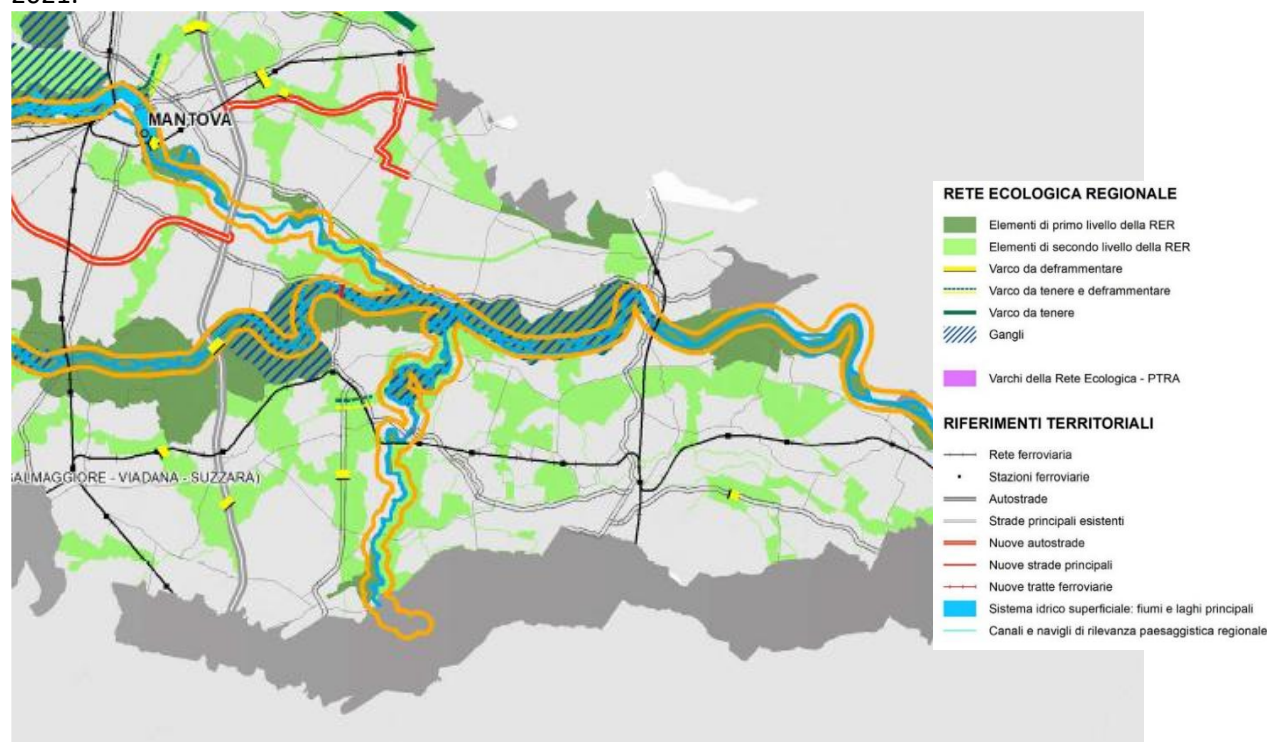 2021.
MANTOVA
SALMAGGIORE - VIADANA - SUZZARA)
RETE ECOLOGICA REGIONALE
Elementi di primo livello della RER
Elementi di secondo livello della RER
Varco da deframmentare
Varco da tenere e deframmentare
Varco da tenere
Gangli
Varchi della Rete Ecologica - PTRA
RIFERIMENTI TERRITORIALI
Rete ferroviaria
Stazioni ferroviarie
Autostrade
Strade principali esistenti
Nuove autostrade
Nuove strade principali
Nuove tratte ferroviarie
Sistema idrico superficiale: fiumi e laghi principali
Canali e navigli di rilevanza paesaggistica regionale